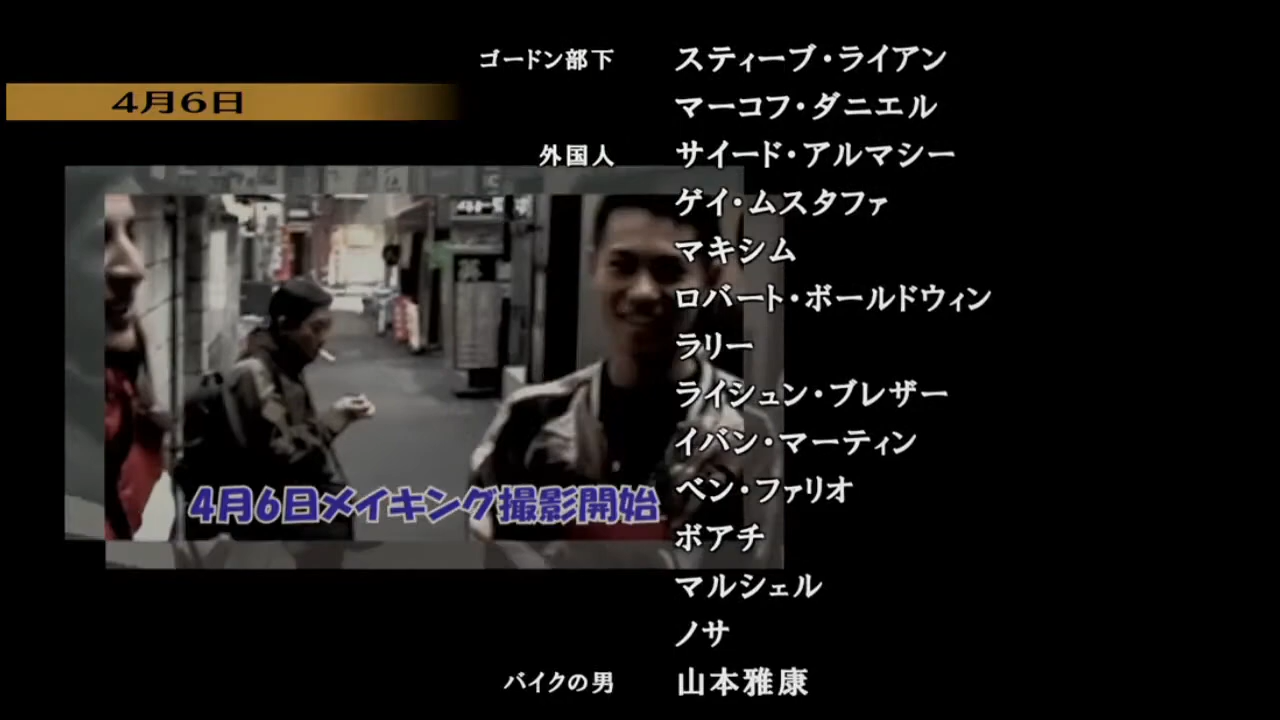 ゴードン部下 スティーブ・ライアン
4月6日
マーコフ・ダニエル
外国人 サイード・アルマシー
ゲイ・ムスタファ
マキシム
ロバート・ボールドウィン
ラリー
ライシュン・ブレザー
イバン・マーティン
4月6日メイキング撮影開始
ベン・ファリオ
ボアチ
マルシェル
ノサ
バイクの男 山本雅康